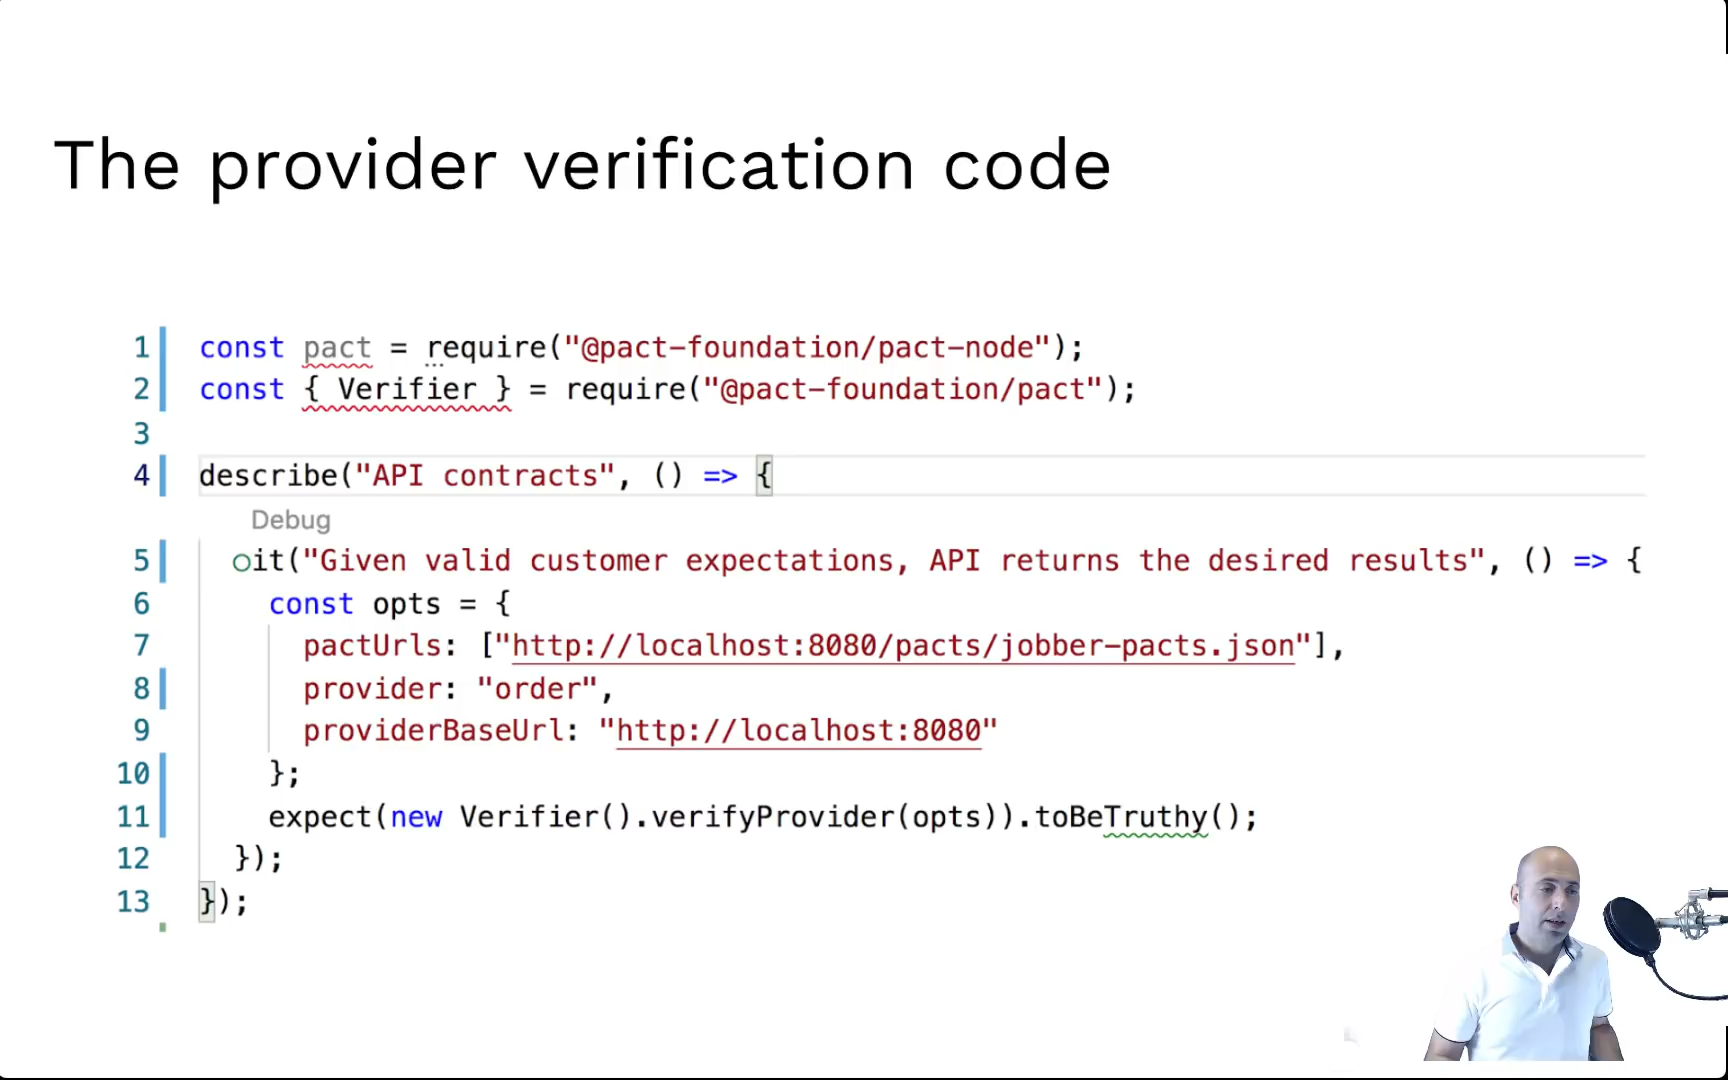 The provider verification code
1 const pact = require("@pact-foundation/pact-node");
2 const { Verifier } = require("@pact-foundation/pact");
3
4 describe("API contracts", () => {
Debug
5 it("Given valid customer expectations, API returns the desired results", () => {
6 const opts = {
7 pactUrls: ["http://localhost:8080/pacts/jobber-pacts.json"],
8 provider: "order",
9 providerBaseUrl: "http://localhost:8080"
10 };
11 expect(new Verifier().verifyProvider(opts)).toBeTruthy();
12 });
13 });